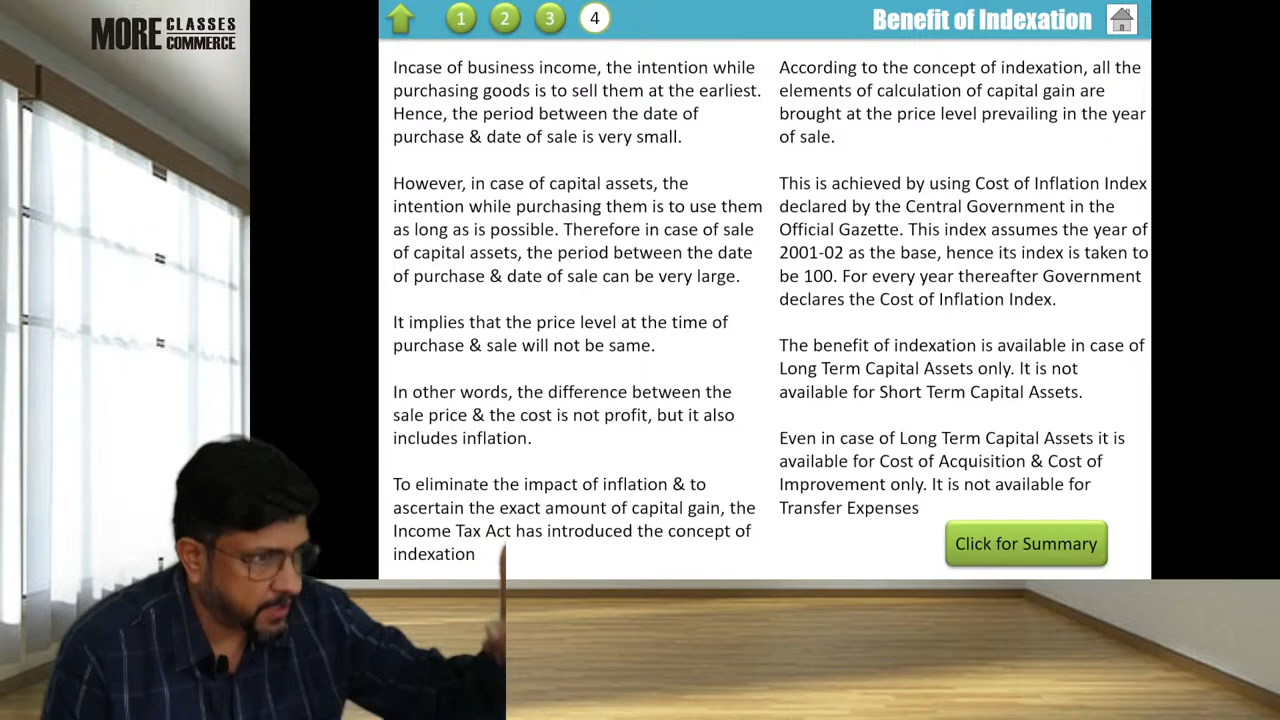 MORE CLASSES
COMMERCE
1 2 3 4
Benefit of Indexation
Incase of business income, the intention while
purchasing goods is to sell them at the earliest.
Hence, the period between the date of
purchase & date of sale is very small.
However, in case of capital assets, the
intention while purchasing them is to use them
as long as is possible. Therefore in case of sale
of capital assets, the period between the date
of purchase & date of sale can be very large.
It implies that the price level at the time of
purchase & sale will not be same.
In other words, the difference between the
sale price & the cost is not profit, but it also
includes inflation.
To eliminate the impact of inflation & to
ascertain the exact amount of capital gain, the
Income Tax Act has introduced the concept of
indexation
According to the concept of indexation, all the
elements of calculation of capital gain are
brought at the price level prevailing in the year
of sale.
This is achieved by using Cost of Inflation Index
declared by the Central Government in the
Official Gazette. This index assumes the year of
2001-02 as the base, hence its index is taken to
be 100. For every year thereafter Government
declares the Cost of Inflation Index.
The benefit of indexation is available in case of
Long Term Capital Assets only. It is not
available for Short Term Capital Assets.
Even in case of Long Term Capital Assets it is
available for Cost of Acquisition & Cost of
Improvement only. It is not available for
Transfer Expenses
Click for Summary